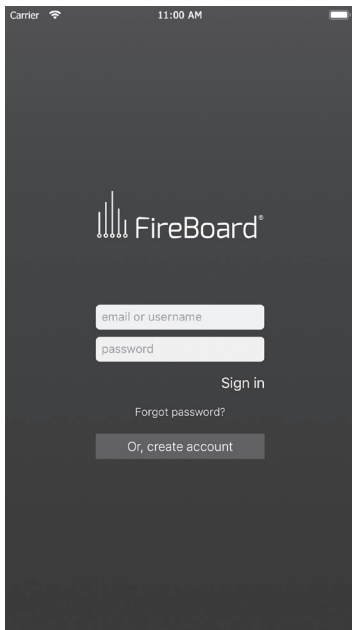 Carrier 11:00 AM
FireBoard®
email or username
password
Sign in
Forgot password?
Or, create account